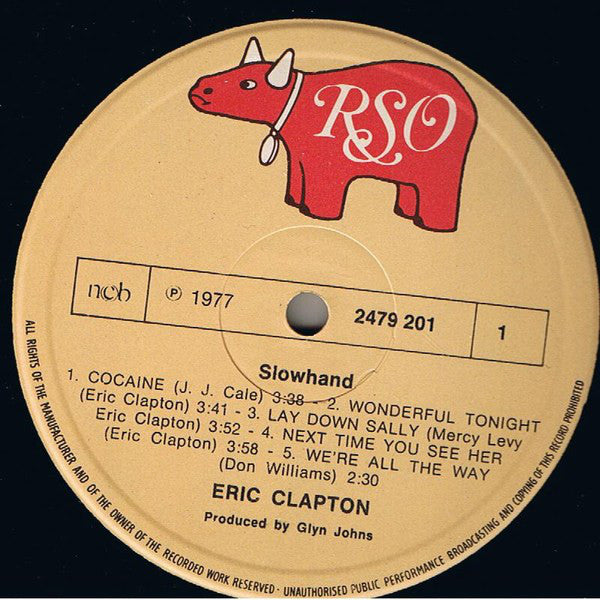 RSO
ncb
℗ 1977
2479 201
1
Slowhand
1. COCAINE (J. J. Cale) 3:38 - 2. WONDERFUL TONIGHT
(Eric Clapton) 3:41 - 3. LAY DOWN SALLY (Mercy Levy
Eric Clapton) 3:52 - 4. NEXT TIME YOU SEE HER
(Eric Clapton) 3:58 - 5. WE'RE ALL THE WAY
(Don Williams) 2:30
ERIC CLAPTON
Produced by Glyn Johns
ALL RIGHTS OF THE MANUFACTURER AND OF THE OWNER OF THE RECORDED WORK RESERVED - UNAUTHORISED PUBLIC PERFORMANCE BROADCASTING AND COPYING OF THIS RECORD PROHIBITED